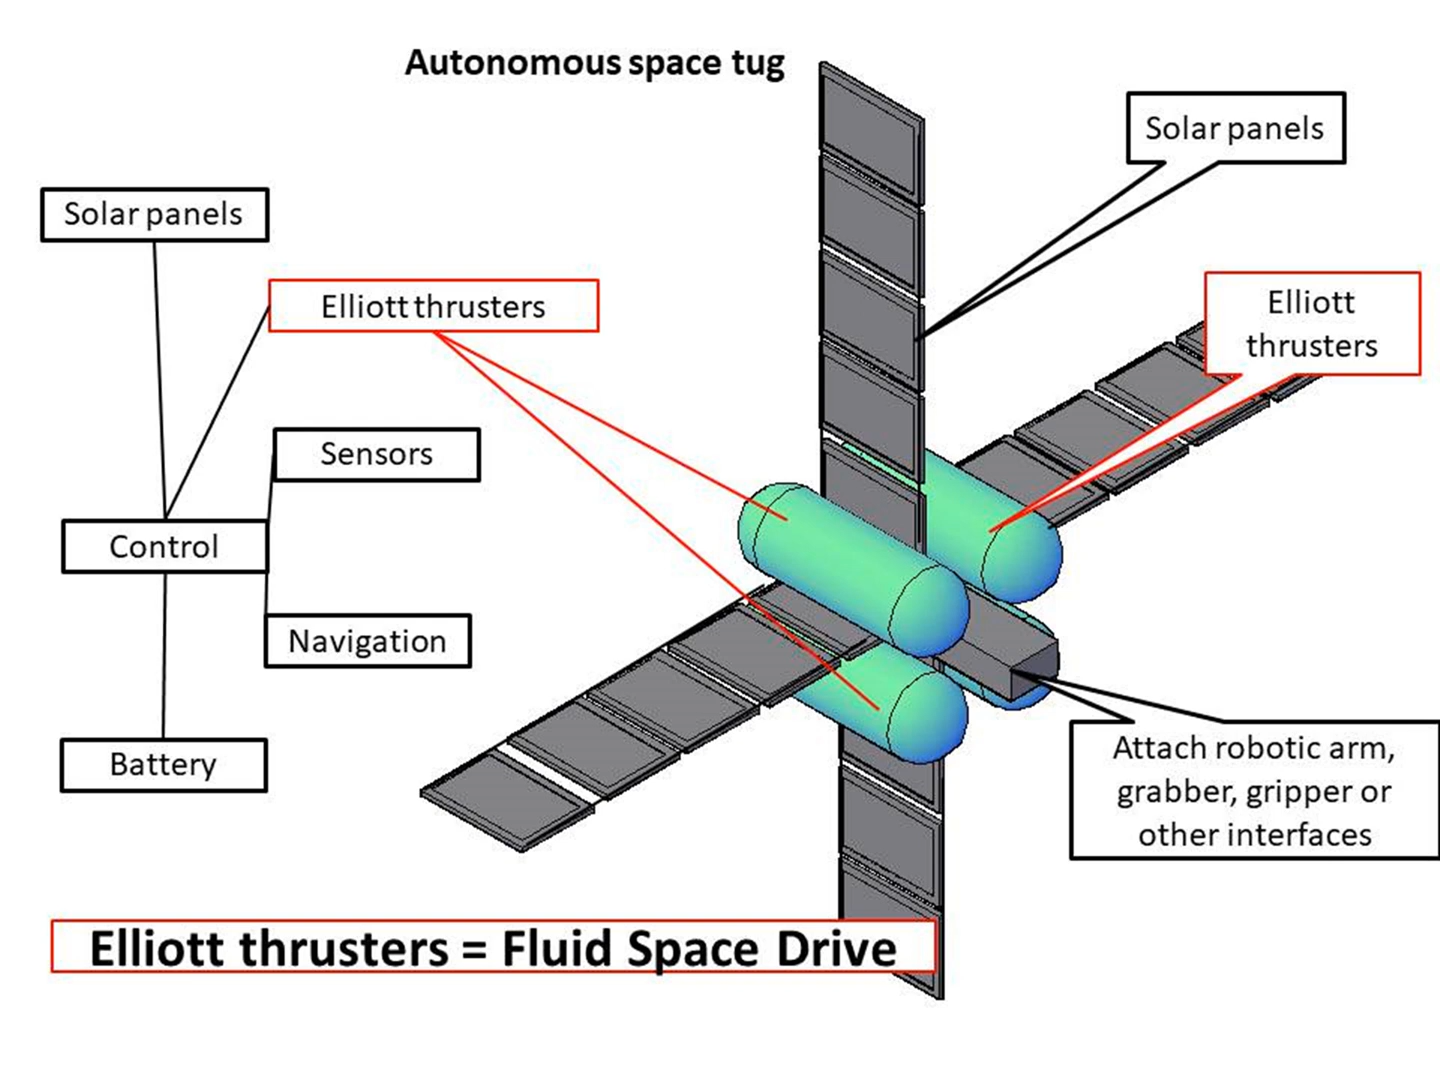 Autonomous space tug
Solar panels
Solar panels
Elliott thrusters
Elliott
thrusters
Sensors
Control
Navigation
Battery
Attach robotic arm,
grabber, gripper or
other interfaces
Elliott thrusters = Fluid Space Drive